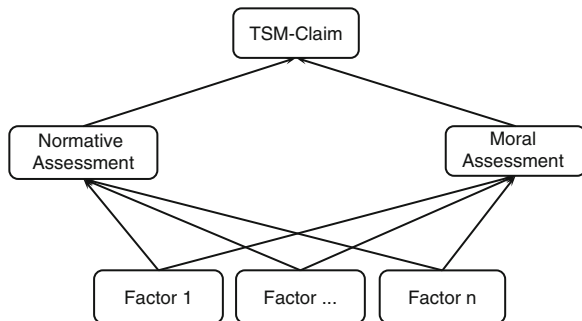 TSM-Claim
Normative
Assessment
Moral
Assessment
Factor 1
Factor ...
Factor n